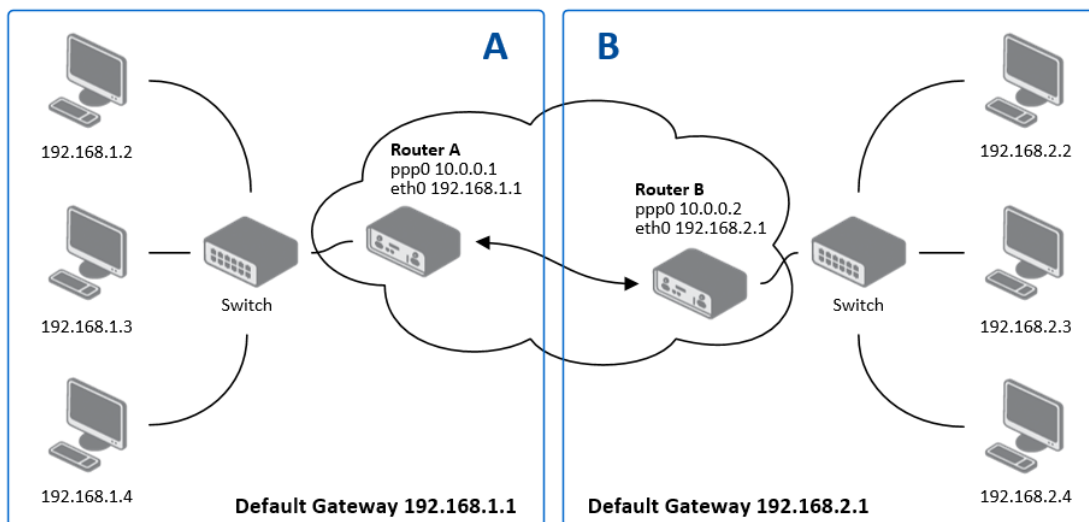 A
B
192.168.1.2
192.168.2.2
Router A
ppp0 10.0.0.1
eth0 192.168.1.1
Router B
ppp0 10.0.0.2
eth0 192.168.2.1
Switch
Switch
192.168.1.3
192.168.2.3
192.168.1.4
192.168.2.4
Default Gateway 192.168.1.1
Default Gateway 192.168.2.1